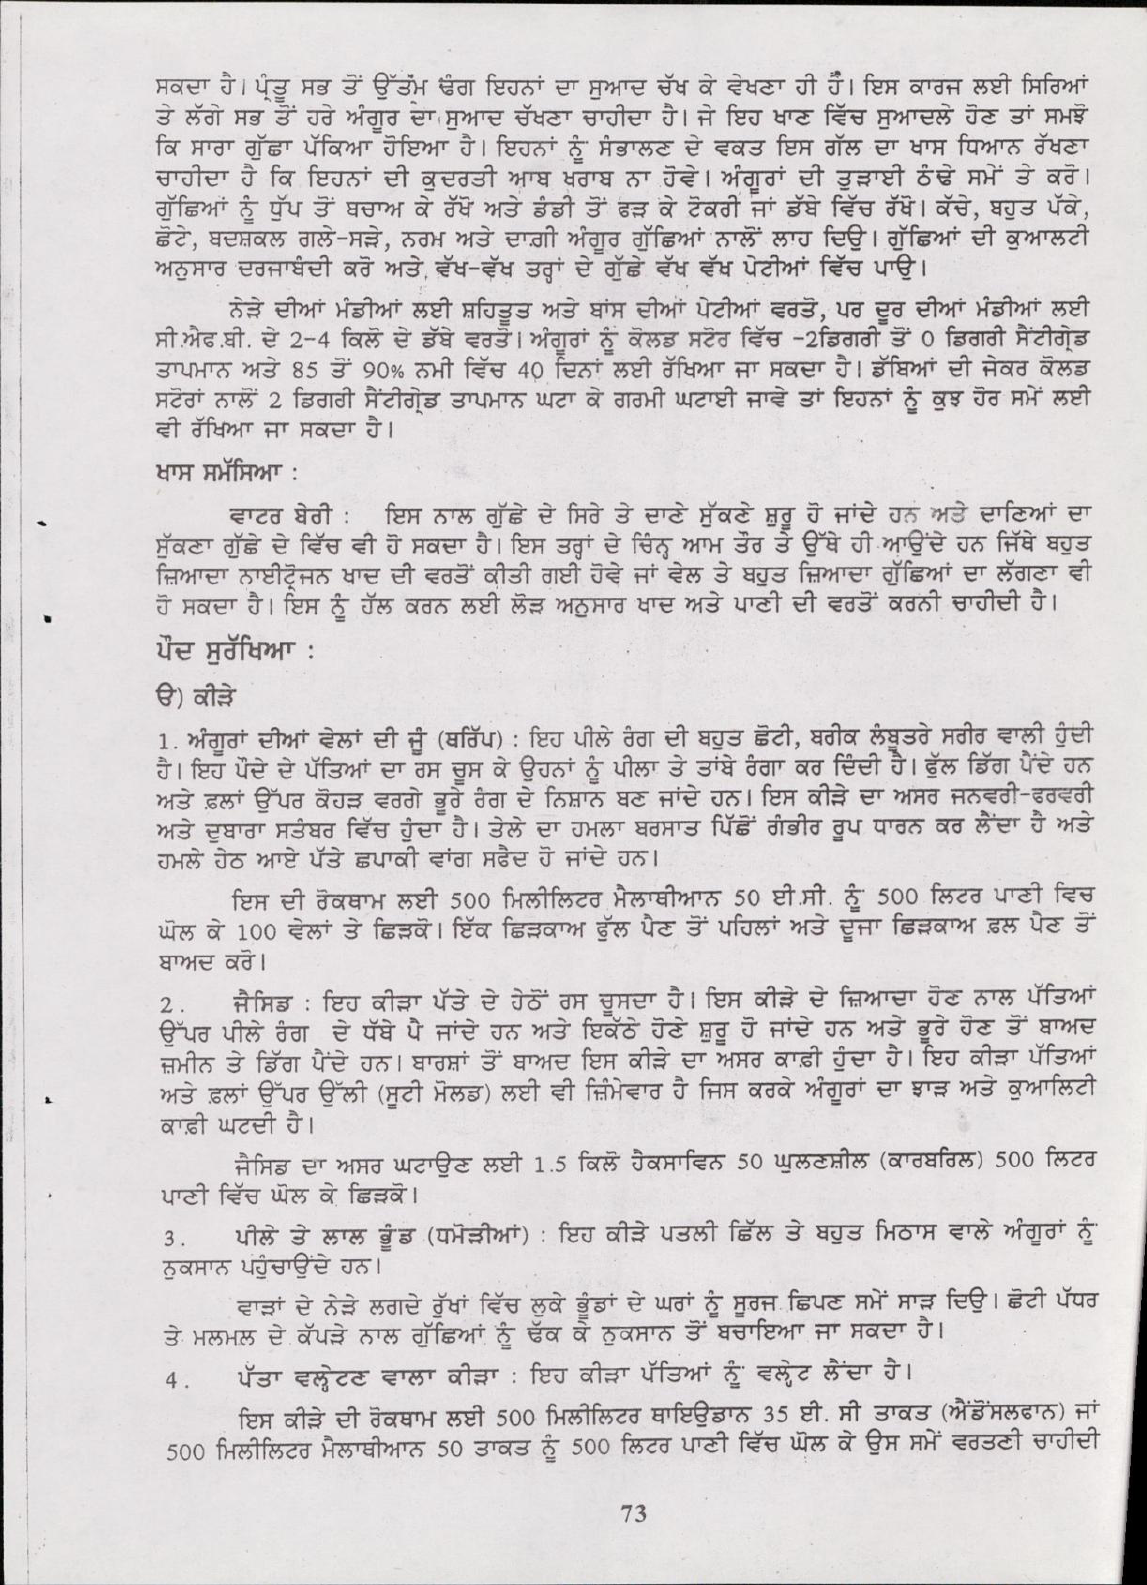 ਸਕਦਾ ਹੈ। ਪ੍ਰੰਤੂ ਸਭ ਤੋਂ ਉੱਤਮ ਢੰਗ ਇਹਨਾਂ ਦਾ ਸੁਆਦ ਚੱਖ ਕੇ ਵੇਖਣਾ ਹੀ ਹੈ। ਇਸ ਕਾਰਜ ਲਈ ਸਿਰਿਆਂ
ਤੇ ਲੱਗੇ ਸਭ ਤੋਂ ਹਰੇ ਅੰਗੂਰ ਦਾ ਸੁਆਦ ਚੱਖਣਾ ਚਾਹੀਦਾ ਹੈ। ਜੇ ਇਹ ਖਾਣ ਵਿੱਚ ਸੁਆਦਲੇ ਹੋਣ ਤਾਂ ਸਮਝੋ
ਕਿ ਸਾਰਾ ਗੁੱਛਾ ਪੱਕਿਆ ਹੋਇਆ ਹੈ। ਇਹਨਾਂ ਨੂੰ ਸੰਭਾਲਣ ਦੇ ਵਕਤ ਇਸ ਗੱਲ ਦਾ ਖਾਸ ਧਿਆਨ ਰੱਖਣਾ
ਚਾਹੀਦਾ ਹੈ ਕਿ ਇਹਨਾਂ ਦੀ ਕੁਦਰਤੀ ਆਬ ਖਰਾਬ ਨਾ ਹੋਵੇ। ਅੰਗੂਰਾਂ ਦੀ ਤੁੜਾਈ ਠੰਢੇ ਸਮੇਂ ਤੇ ਕਰੋ।
ਗੁੱਛਿਆਂ ਨੂੰ ਧੁੱਪ ਤੋਂ ਬਚਾਅ ਕੇ ਰੱਖੋ ਅਤੇ ਡੰਡੀ ਤੋਂ ਫੜ ਕੇ ਟੋਕਰੀ ਜਾਂ ਡੱਬੇ ਵਿੱਚ ਰੱਖੋ। ਕੱਚੇ, ਬਹੁਤ ਪੱਕੇ,
ਛੋਟੇ, ਬਦਸ਼ਕਲ ਗਲੇ-ਸੜੇ, ਨਰਮ ਅਤੇ ਦਾਗ਼ੀ ਅੰਗੂਰ ਗੁੱਛਿਆਂ ਨਾਲੋਂ ਲਾਹ ਦਿਉ। ਗੁੱਛਿਆਂ ਦੀ ਕੁਆਲਟੀ
ਅਨੁਸਾਰ ਦਰਜਾਬੰਦੀ ਕਰੋ ਅਤੇ ਵੱਖ-ਵੱਖ ਤਰ੍ਹਾਂ ਦੇ ਗੁੱਛੇ ਵੱਖ ਵੱਖ ਪੇਟੀਆਂ ਵਿੱਚ ਪਾਉ।
ਨੇੜੇ ਦੀਆਂ ਮੰਡੀਆਂ ਲਈ ਸ਼ਹਿਤੂਤ ਅਤੇ ਬਾਂਸ ਦੀਆਂ ਪੇਟੀਆਂ ਵਰਤੋ, ਪਰ ਦੂਰ ਦੀਆਂ ਮੰਡੀਆਂ ਲਈ
ਸੀ.ਐਫ.ਬੀ. ਦੇ 2-4 ਕਿਲੋ ਦੇ ਡੱਬੇ ਵਰਤੋ। ਅੰਗੂਰਾਂ ਨੂੰ ਕੋਲਡ ਸਟੋਰ ਵਿੱਚ -2ਡਿਗਰੀ ਤੋਂ 0 ਡਿਗਰੀ ਸੈਂਟੀਗ੍ਰੇਡ
ਤਾਪਮਾਨ ਅਤੇ 85 ਤੋਂ 90% ਨਮੀ ਵਿੱਚ 40 ਦਿਨਾਂ ਲਈ ਰੱਖਿਆ ਜਾ ਸਕਦਾ ਹੈ। ਡੱਬਿਆਂ ਦੀ ਜੇਕਰ ਕੋਲਡ
ਸਟੋਰਾਂ ਨਾਲੋਂ 2 ਡਿਗਰੀ ਸੈਂਟੀਗ੍ਰੇਡ ਤਾਪਮਾਨ ਘਟਾ ਕੇ ਗਰਮੀ ਘਟਾਈ ਜਾਵੇ ਤਾਂ ਇਹਨਾਂ ਨੂੰ ਕੁਝ ਹੋਰ ਸਮੇਂ ਲਈ
ਵੀ ਰੱਖਿਆ ਜਾ ਸਕਦਾ ਹੈ।
ਖਾਸ ਸਮੱਸਿਆ :
ਵਾਟਰ ਬੇਰੀ : ਇਸ ਨਾਲ ਗੁੱਛੇ ਦੇ ਸਿਰੇ ਤੇ ਦਾਣੇ ਸੁੱਕਣੇ ਸ਼ੁਰੂ ਹੋ ਜਾਂਦੇ ਹਨ ਅਤੇ ਦਾਣਿਆਂ ਦਾ
ਸੁੱਕਣਾ ਗੁੱਛੇ ਦੇ ਵਿੱਚ ਵੀ ਹੋ ਸਕਦਾ ਹੈ। ਇਸ ਤਰ੍ਹਾਂ ਦੇ ਚਿੰਨ੍ਹ ਆਮ ਤੌਰ ਤੇ ਉੱਥੇ ਹੀ ਆਉਂਦੇ ਹਨ ਜਿੱਥੇ ਬਹੁਤ
ਜ਼ਿਆਦਾ ਨਾਈਟ੍ਰੋਜਨ ਖਾਦ ਦੀ ਵਰਤੋਂ ਕੀਤੀ ਗਈ ਹੋਵੇ ਜਾਂ ਵੇਲ ਤੇ ਬਹੁਤ ਜ਼ਿਆਦਾ ਗੁੱਛਿਆਂ ਦਾ ਲੱਗਣਾ ਵੀ
ਹੋ ਸਕਦਾ ਹੈ। ਇਸ ਨੂੰ ਹੱਲ ਕਰਨ ਲਈ ਲੋੜ ਅਨੁਸਾਰ ਖਾਦ ਅਤੇ ਪਾਣੀ ਦੀ ਵਰਤੋਂ ਕਰਨੀ ਚਾਹੀਦੀ ਹੈ।
ਪੌਦ ਸੁਰੱਖਿਆ :
ੳ) ਕੀੜੇ
1. ਅੰਗੂਰਾਂ ਦੀਆਂ ਵੇਲਾਂ ਦੀ ਜੂੰ (ਥਰਿੱਪ) : ਇਹ ਪੀਲੇ ਰੰਗ ਦੀ ਬਹੁਤ ਛੋਟੀ, ਬਰੀਕ ਲੰਬੂਤਰੇ ਸਰੀਰ ਵਾਲੀ ਹੁੰਦੀ
ਹੈ। ਇਹ ਪੌਦੇ ਦੇ ਪੱਤਿਆਂ ਦਾ ਰਸ ਚੂਸ ਕੇ ਉਹਨਾਂ ਨੂੰ ਪੀਲਾ ਤੇ ਤਾਂਬੇ ਰੰਗਾ ਕਰ ਦਿੰਦੀ ਹੈ। ਫੁੱਲ ਡਿੱਗ ਪੈਂਦੇ ਹਨ
ਅਤੇ ਫ਼ਲਾਂ ਉੱਪਰ ਕੋਹੜ ਵਰਗੇ ਭੂਰੇ ਰੰਗ ਦੇ ਨਿਸ਼ਾਨ ਬਣ ਜਾਂਦੇ ਹਨ। ਇਸ ਕੀੜੇ ਦਾ ਅਸਰ ਜਨਵਰੀ-ਫਰਵਰੀ
ਅਤੇ ਦੁਬਾਰਾ ਸਤੰਬਰ ਵਿੱਚ ਹੁੰਦਾ ਹੈ। ਤੇਲੇ ਦਾ ਹਮਲਾ ਬਰਸਾਤ ਪਿੱਛੋਂ ਗੰਭੀਰ ਰੂਪ ਧਾਰਨ ਕਰ ਲੈਂਦਾ ਹੈ ਅਤੇ
ਹਮਲੇ ਹੇਠ ਆਏ ਪੱਤੇ ਛਪਾਕੀ ਵਾਂਗ ਸਫੈਦ ਹੋ ਜਾਂਦੇ ਹਨ।
ਇਸ ਦੀ ਰੋਕਥਾਮ ਲਈ 500 ਮਿਲੀਲਿਟਰ ਮੈਲਾਥੀਆਨ 50 ਈ.ਸੀ. ਨੂੰ 500 ਲਿਟਰ ਪਾਣੀ ਵਿਚ
ਘੋਲ ਕੇ 100 ਵੇਲਾਂ ਤੇ ਛਿੜਕੋ। ਇੱਕ ਛਿੜਕਾਅ ਫੁੱਲ ਪੈਣ ਤੋਂ ਪਹਿਲਾਂ ਅਤੇ ਦੂਜਾ ਛਿੜਕਾਅ ਫ਼ਲ ਪੈਣ ਤੋਂ
ਬਾਅਦ ਕਰੋ।
2. ਜੈਸਿਡ : ਇਹ ਕੀੜਾ ਪੱਤੇ ਦੇ ਹੇਠੋਂ ਰਸ ਚੂਸਦਾ ਹੈ। ਇਸ ਕੀੜੇ ਦੇ ਜ਼ਿਆਦਾ ਹੋਣ ਨਾਲ ਪੱਤਿਆਂ
ਉੱਪਰ ਪੀਲੇ ਰੰਗ ਦੇ ਧੱਬੇ ਪੈ ਜਾਂਦੇ ਹਨ ਅਤੇ ਇਕੱਠੇ ਹੋਣੇ ਸ਼ੁਰੂ ਹੋ ਜਾਂਦੇ ਹਨ ਅਤੇ ਭੂਰੇ ਹੋਣ ਤੋਂ ਬਾਅਦ
ਜ਼ਮੀਨ ਤੇ ਡਿੱਗ ਪੈਂਦੇ ਹਨ। ਬਾਰਸ਼ਾਂ ਤੋਂ ਬਾਅਦ ਇਸ ਕੀੜੇ ਦਾ ਅਸਰ ਕਾਫ਼ੀ ਹੁੰਦਾ ਹੈ। ਇਹ ਕੀੜਾ ਪੱਤਿਆਂ
ਅਤੇ ਫ਼ਲਾਂ ਉੱਪਰ ਉੱਲੀ (ਸੂਟੀ ਮੋਲਡ) ਲਈ ਵੀ ਜ਼ਿੰਮੇਵਾਰ ਹੈ ਜਿਸ ਕਰਕੇ ਅੰਗੂਰਾਂ ਦਾ ਝਾੜ ਅਤੇ ਕੁਆਲਿਟੀ
ਕਾਫ਼ੀ ਘਟਦੀ ਹੈ।
ਜੈਸਿਡ ਦਾ ਅਸਰ ਘਟਾਉਣ ਲਈ 1.5 ਕਿਲੋ ਹੈਕਸਾਵਿਨ 50 ਘੁਲਣਸ਼ੀਲ (ਕਾਰਬਰਿਲ) 500 ਲਿਟਰ
ਪਾਣੀ ਵਿੱਚ ਘੋਲ ਕੇ ਛਿੜਕੋ।
3. ਪੀਲੇ ਤੇ ਲਾਲ ਭੂੰਡ (ਧਮੋੜੀਆਂ) : ਇਹ ਕੀੜੇ ਪਤਲੀ ਛਿੱਲ ਤੇ ਬਹੁਤ ਮਿਠਾਸ ਵਾਲੇ ਅੰਗੂਰਾਂ ਨੂੰ
ਨੁਕਸਾਨ ਪਹੁੰਚਾਉਂਦੇ ਹਨ।
ਵਾੜਾਂ ਦੇ ਨੇੜੇ ਲਗਦੇ ਰੁੱਖਾਂ ਵਿੱਚ ਲੁਕੇ ਭੂੰਡਾਂ ਦੇ ਘਰਾਂ ਨੂੰ ਸੂਰਜ ਛਿਪਣ ਸਮੇਂ ਸਾੜ ਦਿਉ। ਛੋਟੀ ਪੱਧਰ
ਤੇ ਮਲਮਲ ਦੇ ਕੱਪੜੇ ਨਾਲ ਗੁੱਛਿਆਂ ਨੂੰ ਢੱਕ ਕੇ ਨੁਕਸਾਨ ਤੋਂ ਬਚਾਇਆ ਜਾ ਸਕਦਾ ਹੈ।
4. ਪੱਤਾ ਵਲ੍ਹੇਟਣ ਵਾਲਾ ਕੀੜਾ : ਇਹ ਕੀੜਾ ਪੱਤਿਆਂ ਨੂੰ ਵਲ੍ਹੇਟ ਲੈਂਦਾ ਹੈ।
ਇਸ ਕੀੜੇ ਦੀ ਰੋਕਥਾਮ ਲਈ 500 ਮਿਲੀਲਿਟਰ ਥਾਇਉਡਾਨ 35 ਈ. ਸੀ ਤਾਕਤ (ਐਂਡੋਂਸਲਫਾਨ) ਜਾਂ
500 ਮਿਲੀਲਿਟਰ ਮੈਲਾਥੀਆਨ 50 ਤਾਕਤ ਨੂੰ 500 ਲਿਟਰ ਪਾਣੀ ਵਿੱਚ ਘੋਲ ਕੇ ਉਸ ਸਮੇਂ ਵਰਤਣੀ ਚਾਹੀਦੀ
73